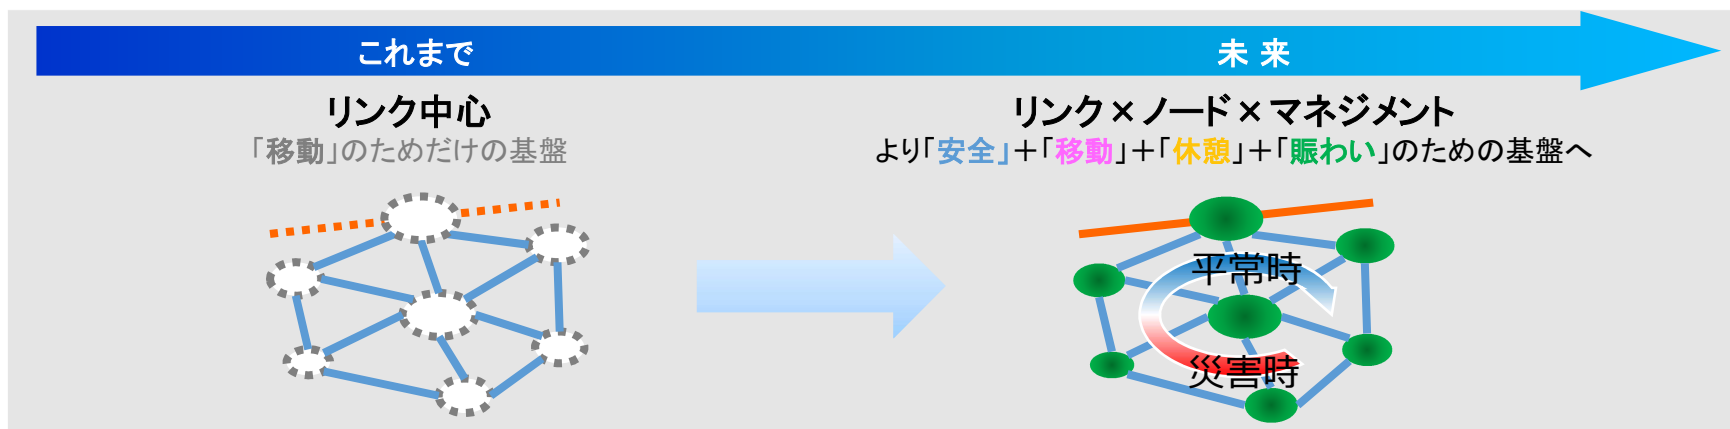 これまで
未 来
リンク中心
「移動」のためだけの基盤
リンク×ノード×マネジメント
より「安全」＋「移動」＋「休憩」＋「賑わい」のための基盤へ
平常時
災害時